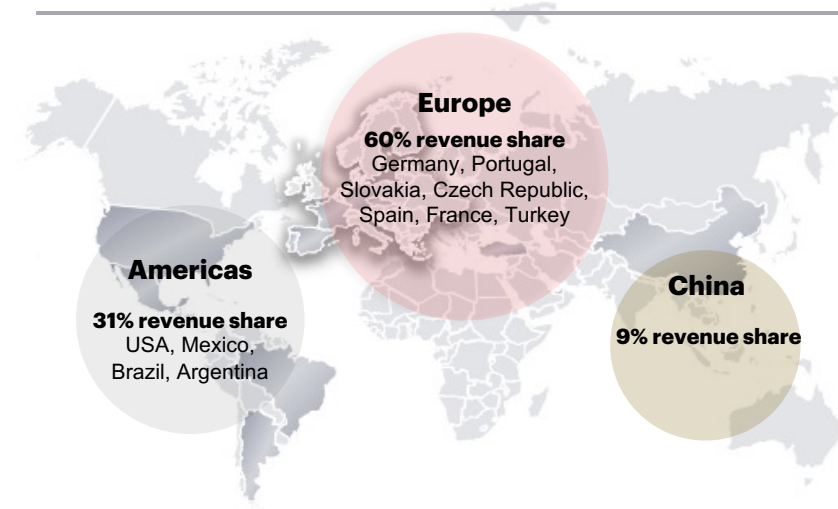 Europe
60% revenue share
Germany, Portugal,
Slovakia, Czech Republic,
Spain, France, Turkey
Americas
31% revenue share
USA, Mexico,
Brazil, Argentina
China
9% revenue share